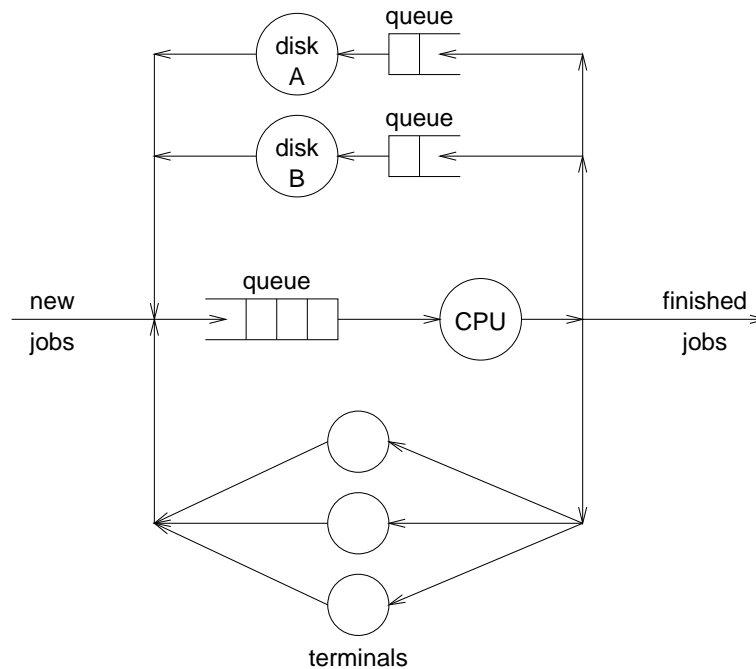 queue
disk
A
queue
disk
B
queue
new
jobs
CPU
finished
jobs
terminals